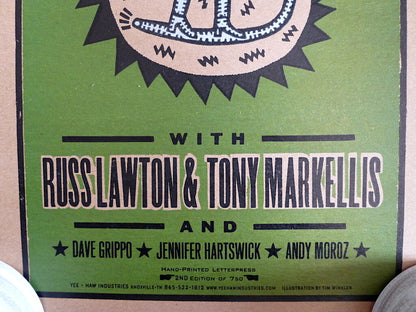 WITH
RUSS LAWTON & TONY MARKELLIS
AND
★ DAVE GRIPPO ★ JENNIFER HARTSWICK ★ ANDY MOROZ ★
HAND-PRINTED LETTERPRESS
2ND EDITION OF 750
YEE-HAW INDUSTRIES KNOXVILLE-TN 865-522-1812 WWW.YEEHAWINDUSTRIES.COM ILLUSTRATION BY TIM WINKLER